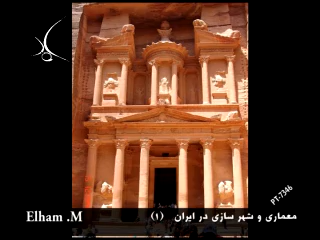 PT-7346
Elham .M
معماری و شهر سازی در ایران (۱)